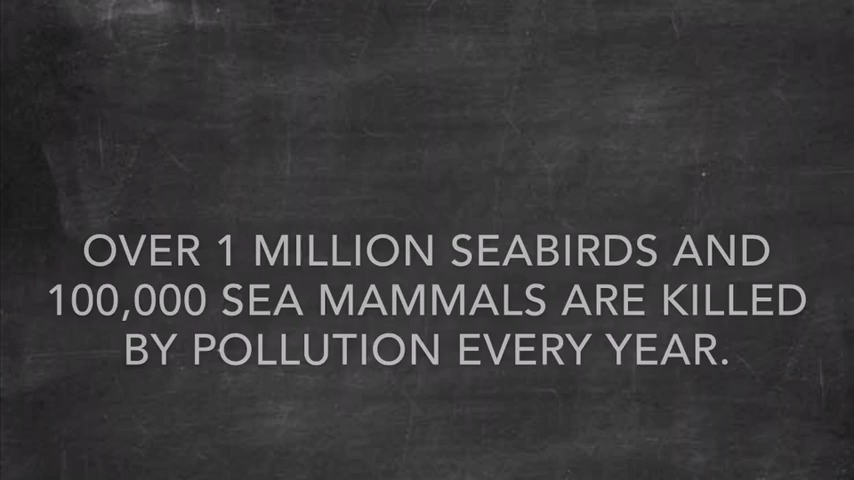 OVER 1 MILLION SEABIRDS AND
100,000 SEA MAMMALS ARE KILLED
BY POLLUTION EVERY YEAR.